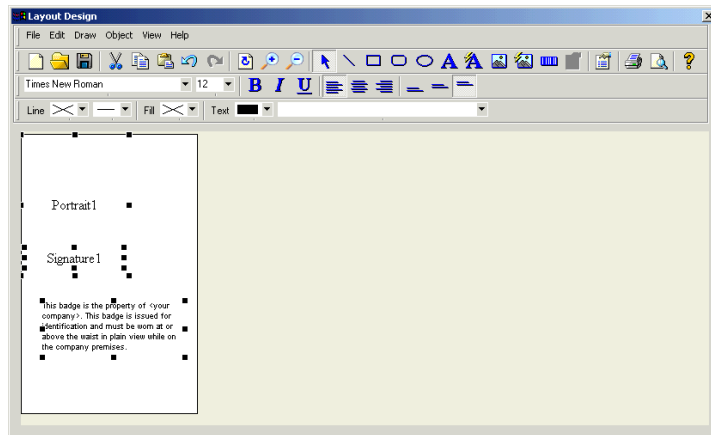 Layout Design
File Edit Draw Object View Help
A A
?
Times New Roman 12 B I U
Line Fill Text
Portrait1
Signature1
This badge is the property of <your
company>. This badge is issued for
identification and must be worn at or
above the waist in plain view while on
the company premises.